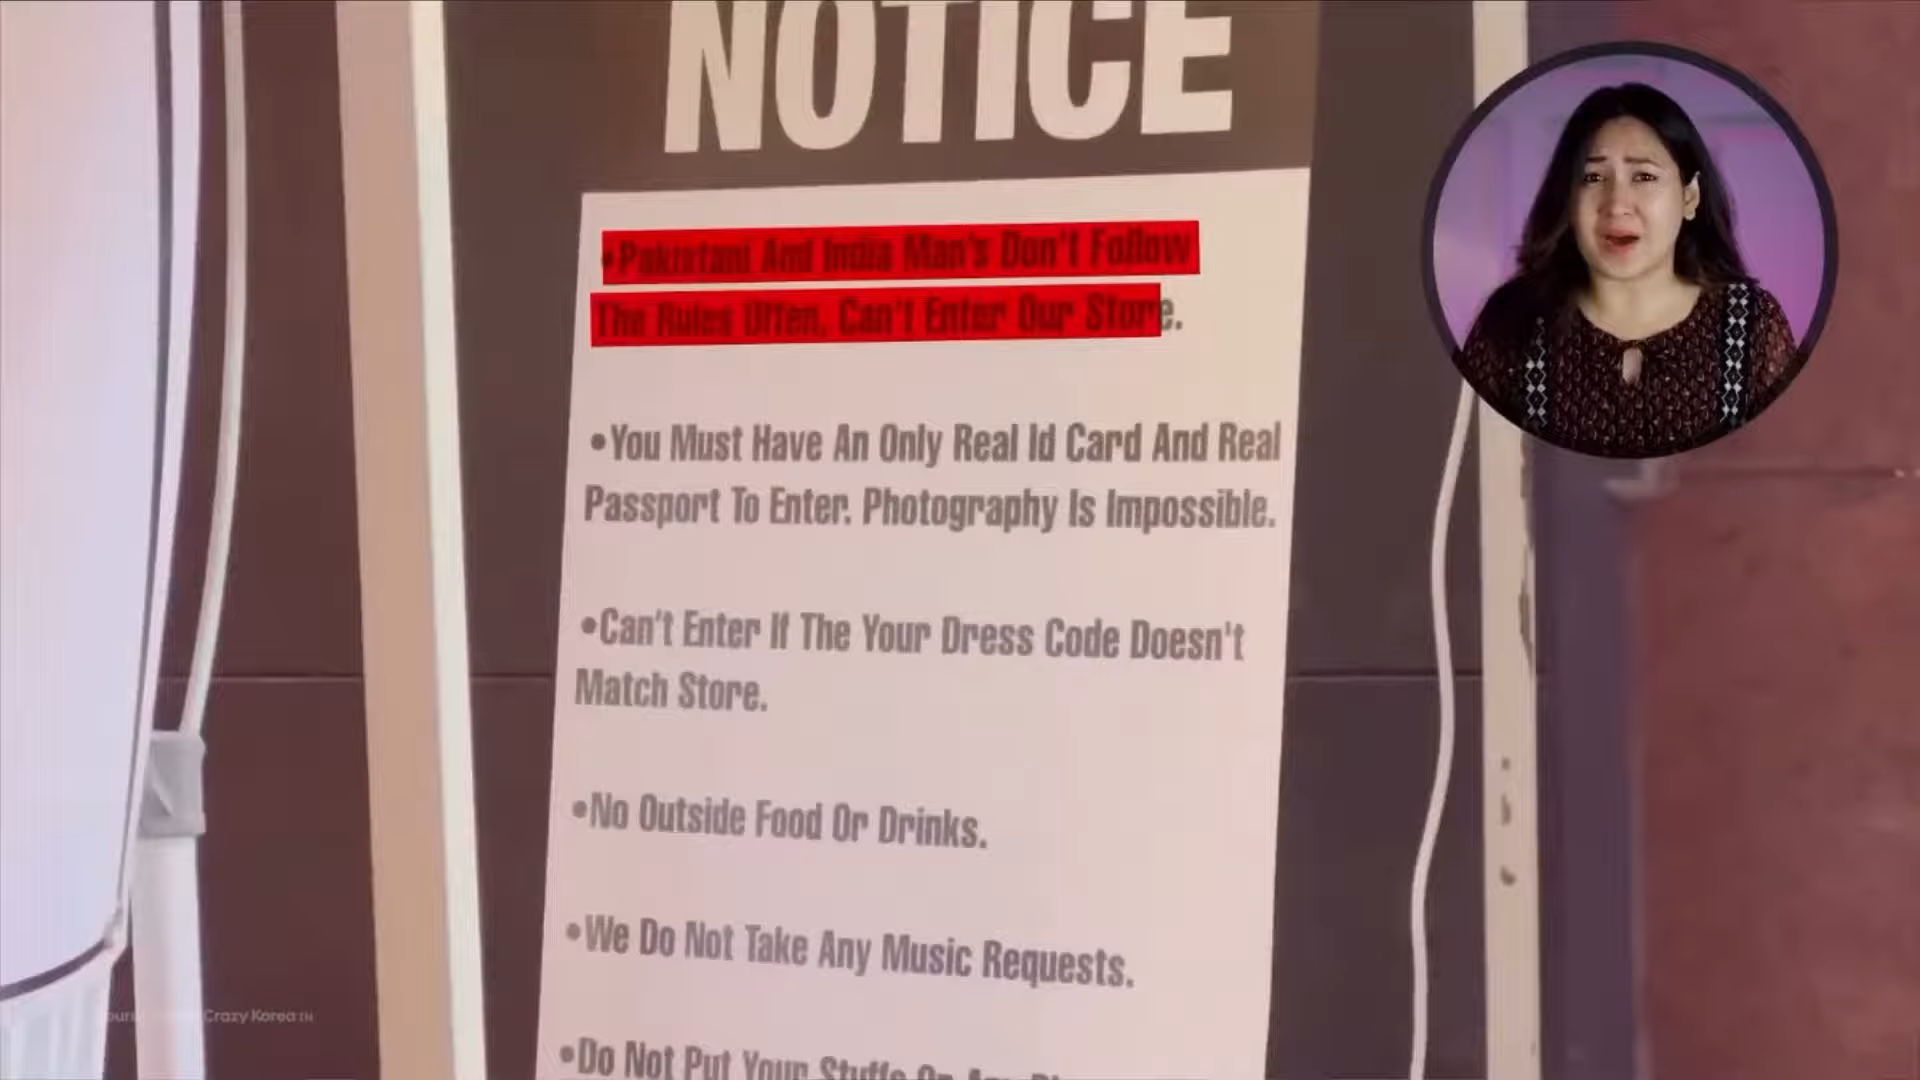 NOTICE
•Pakistani And India Man's Don't Follow
The Rules Often, Can't Enter Our Store.
•You Must Have An Only Real Id Card And Real
Passport To Enter. Photography Is Impossible.
•Can't Enter If The Your Dress Code Doesn't
Match Store.
•No Outside Food Or Drinks.
•We Do Not Take Any Music Requests.
•Do Not Put Your Stuffs Or
Crazy Korea IN